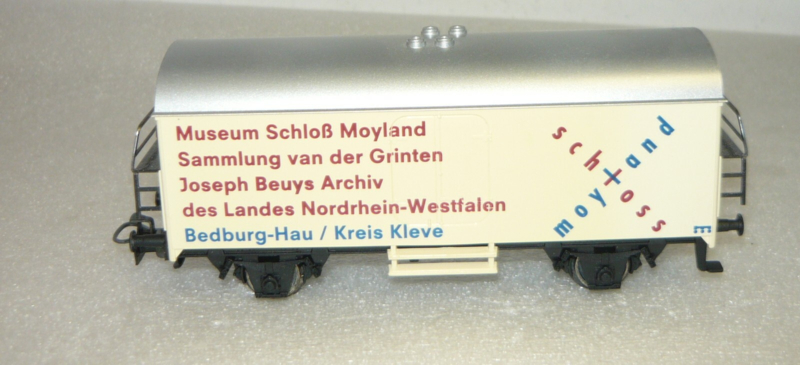 Museum Schloß Moyland
Sammlung van der Grinten
Joseph Beuys Archiv
des Landes Nordrhein-Westfalen
Bedburg-Hau / Kreis Kleve
schloss
moyland
E